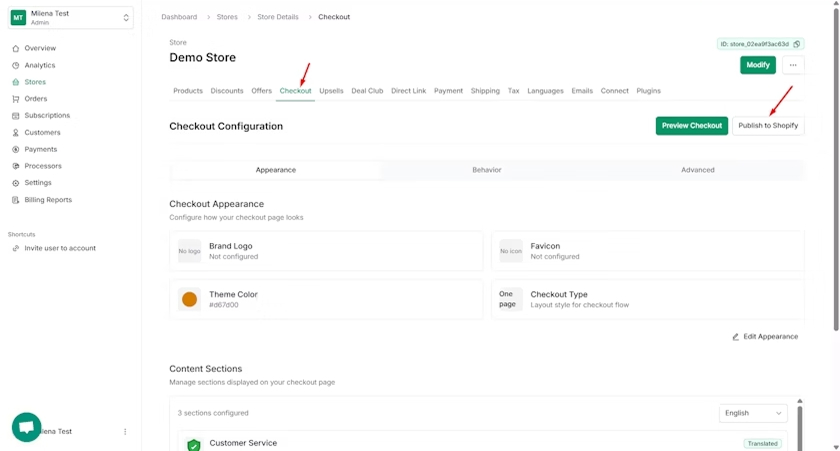 MT
Milena Test
Admin
Overview
Analytics
Stores
Orders
Subscriptions
Customers
Payments
Processors
Settings
Billing Reports
Shortcuts
Invite user to account
lena Test
Dashboard > Stores > Store Details > Checkout
Store
ID: store_02ea9f3ac63d
Demo Store
Modify
Products Discounts Offers Checkout Upsells Deal Club Direct Link Payment Shipping Tax Languages Emails Connect Plugins
Checkout Configuration
Preview Checkout Publish to Shopify
Appearance Behavior Advanced
Checkout Appearance
Configure how your checkout page looks
No logo
Brand Logo
Not configured
No icon
Favicon
Not configured
Theme Color
#d67d00
One
page
Checkout Type
Layout style for checkout flow
Edit Appearance
Content Sections
Manage sections displayed on your checkout page
3 sections configured
English
Customer Service
Translated